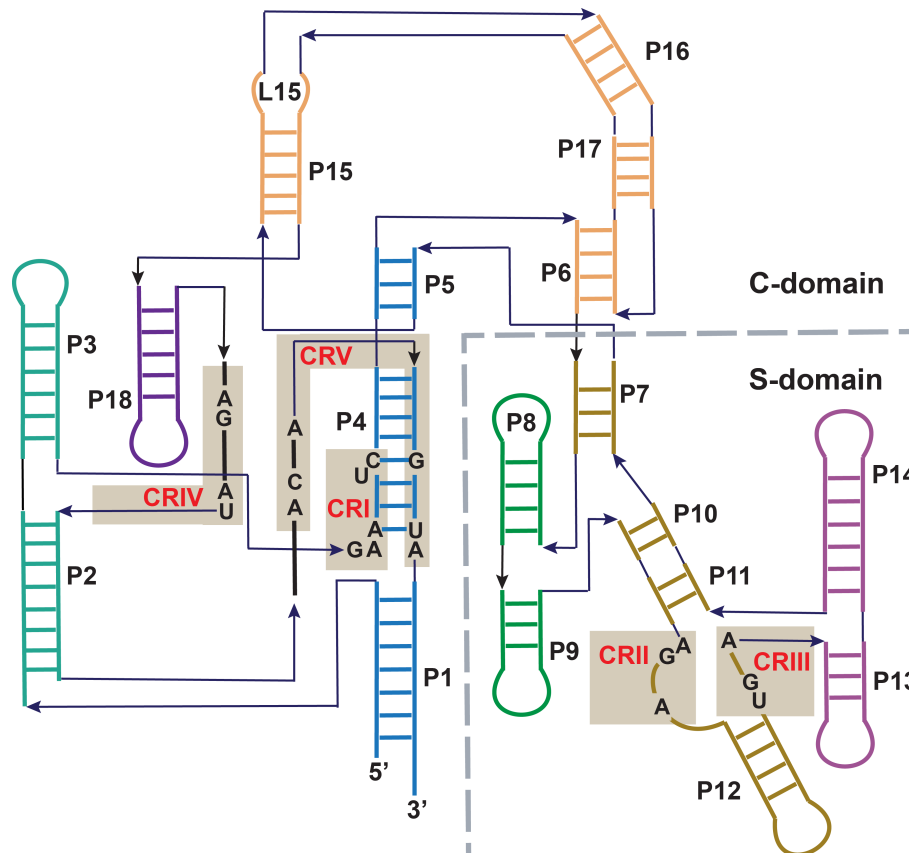 P16
L15
P17
P15
P6
P5
C-domain
P3
CRV
S-domain
P7
P18
P4
P8
A
G
A
C
G
P14
CRIV
A
U
I
C
A
U
CRI
A
G
A
U
A
P10
P2
P11
P9
CRII
G
A
A
CRIII
G
U
P1
A
P13
5’
3’
P12